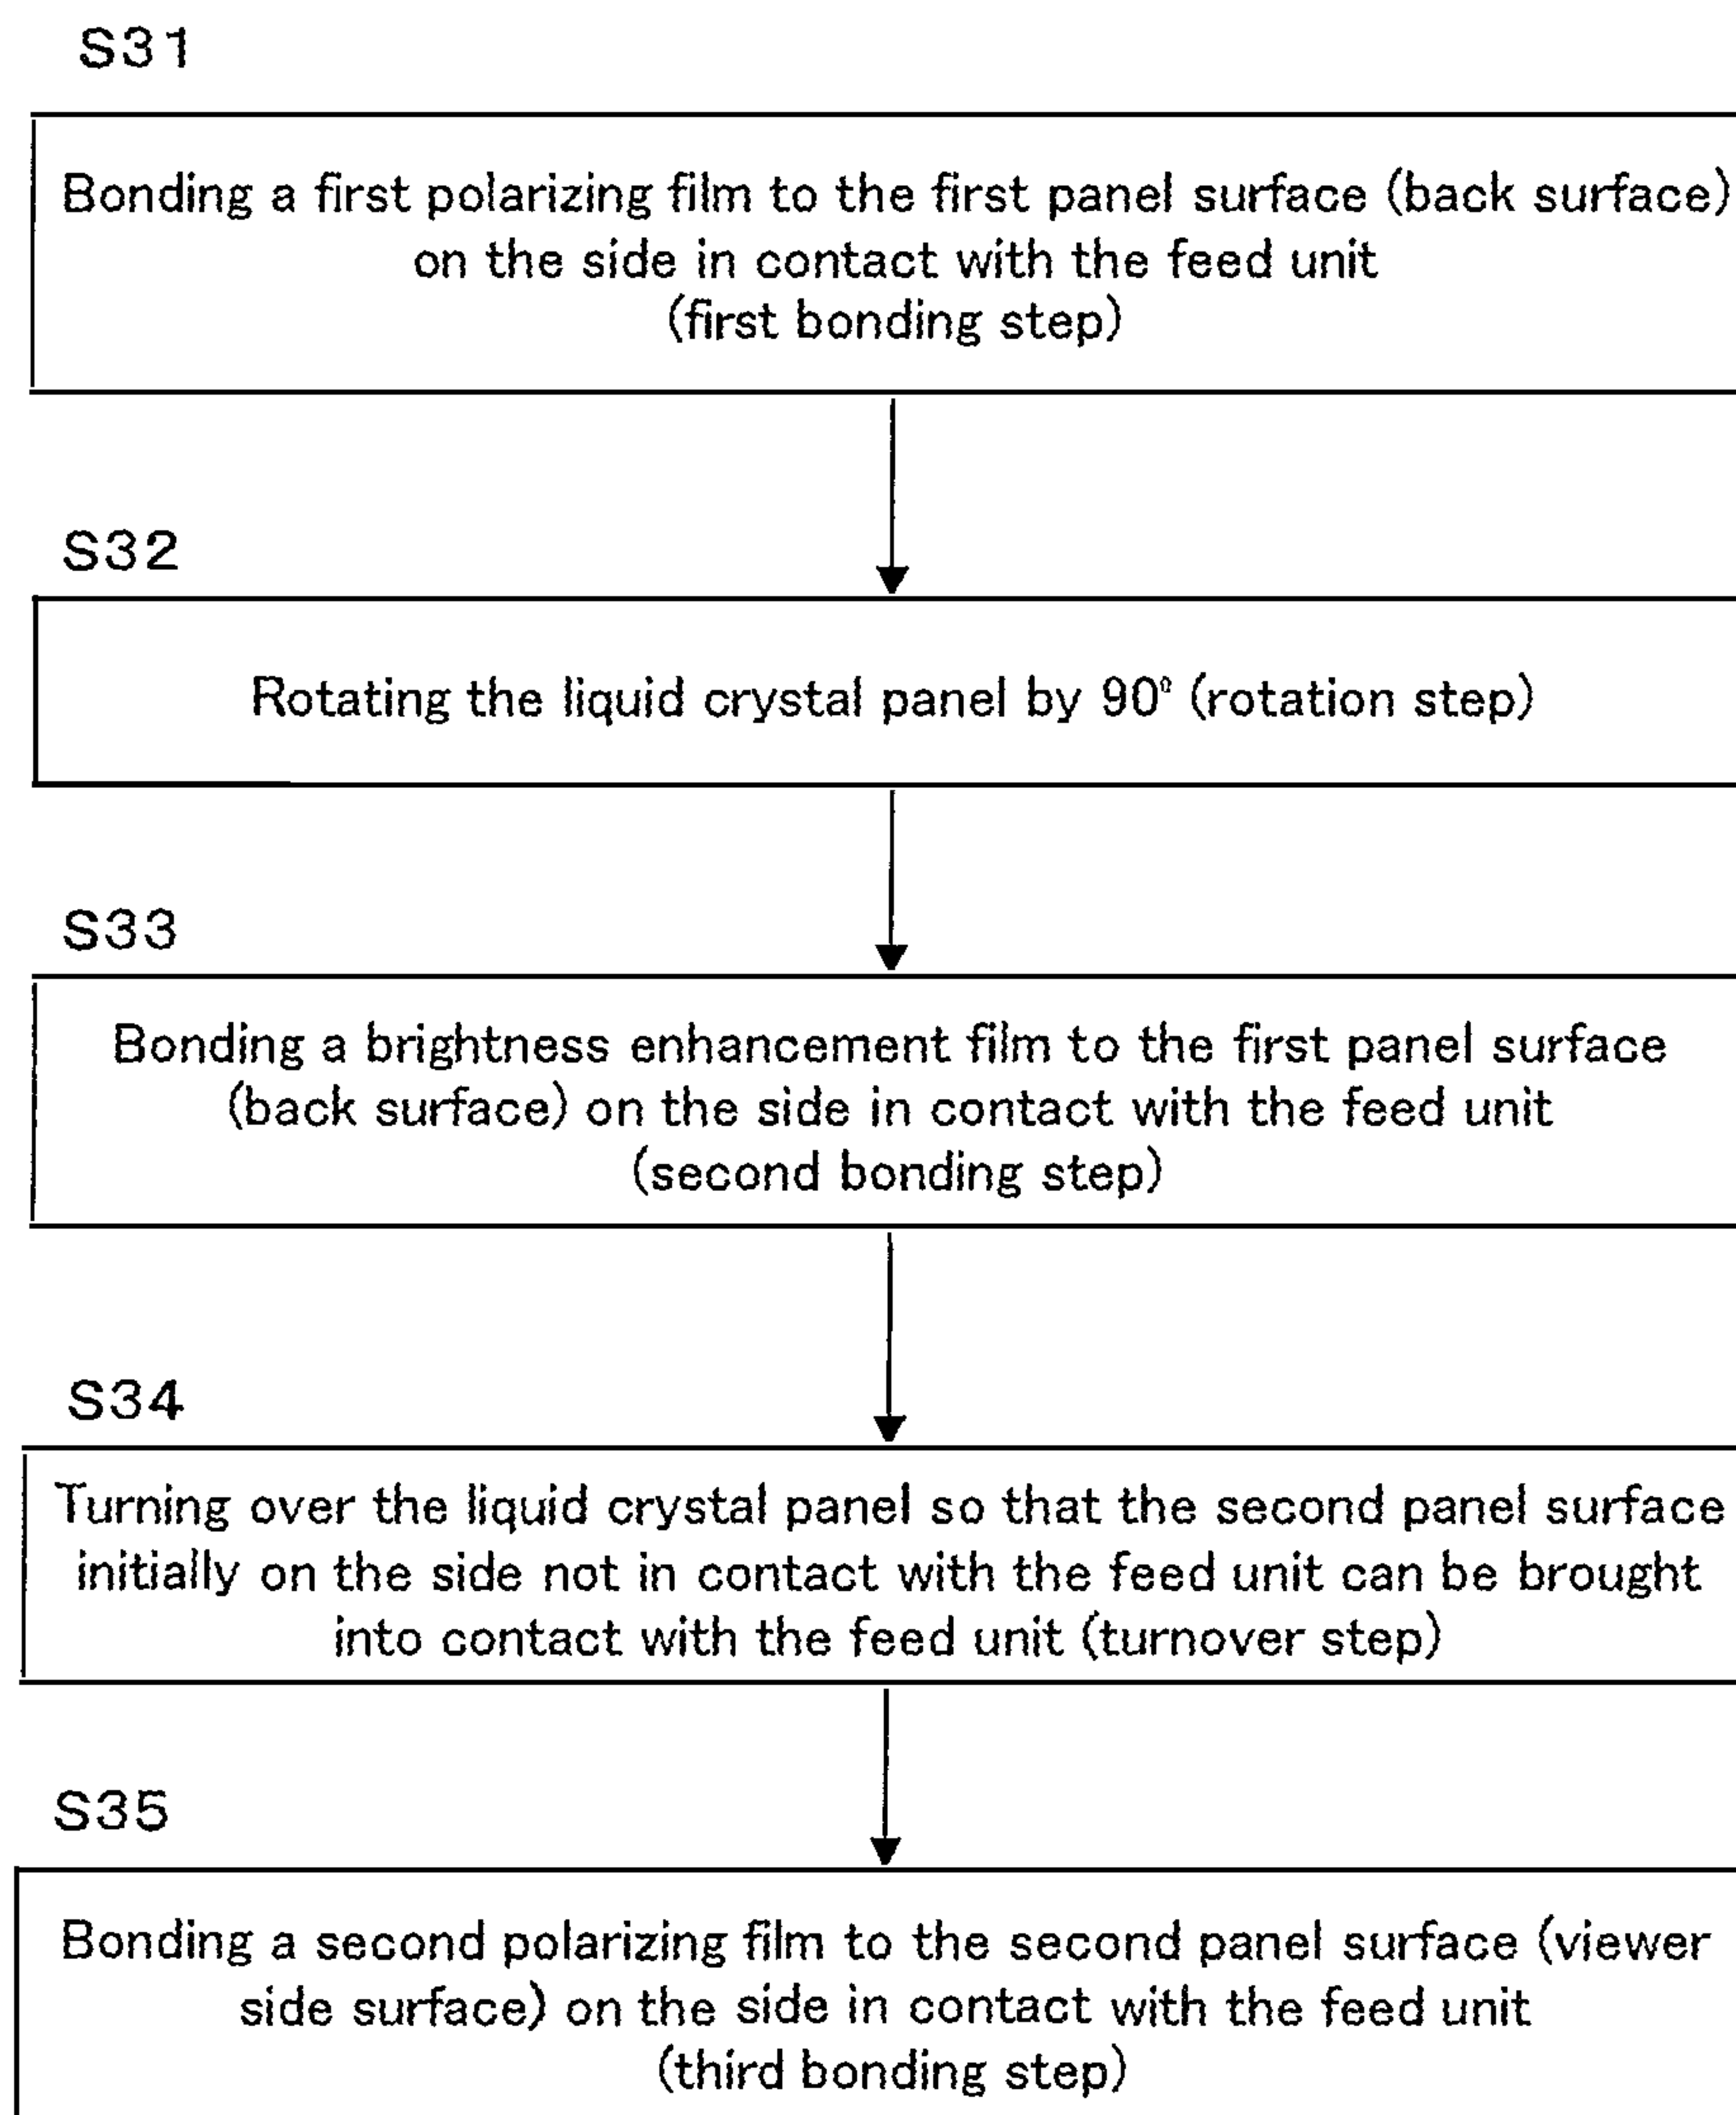 S31
Bonding a first polarizing film to the first panel surface (back surface)
on the side in contact with the feed unit
(first bonding step)
S32
Rotating the liquid crystal panel by 90° (rotation step)
S33
Bonding a brightness enhancement film to the first panel surface
(back surface) on the side in contact with the feed unit
(second bonding step)
S34
Turning over the liquid crystal panel so that the second panel surface
initially on the side not in contact with the feed unit can be brought
into contact with the feed unit (turnover step)
S35
Bonding a second polarizing film to the second panel surface (viewer
side surface) on the side in contact with the feed unit
(third bonding step)